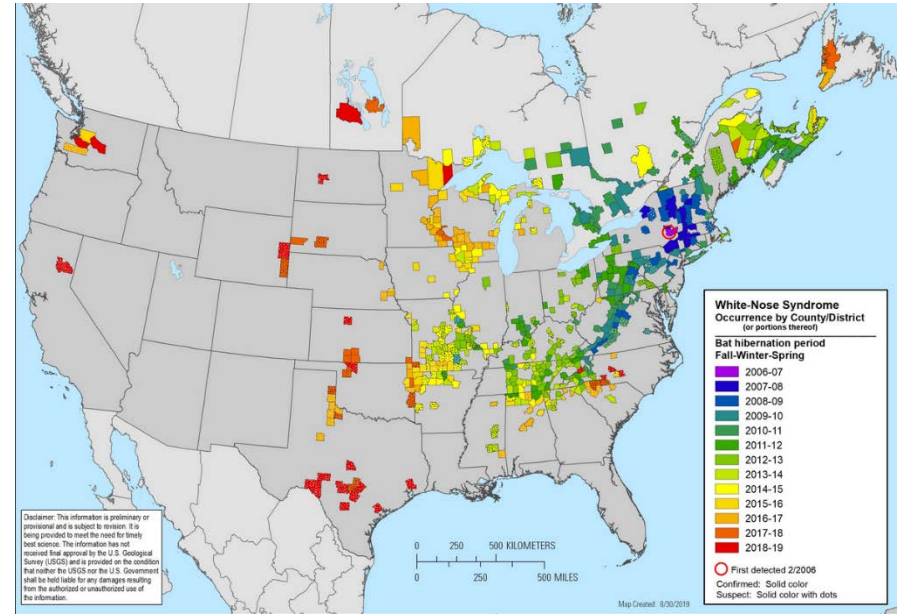 White-Nose Syndrome
Occurrence by County/District
(or portions thereof)
Bat hibernation period
Fall-Winter-Spring
2006-07
2007-08
2008-09
2009-10
2010-11
2011-12
2012-13
2013-14
2014-15
2015-16
2016-17
2017-18
2018-19
First detected 2/2006
Confirmed: Solid color
Suspect: Solid color with dots
Disclaimer: This information is preliminary or
provisional and is subject to revision. It is
being provided to meet the need for timely
best science. The information has not
received final approval by the U.S. Geological
Survey (USGS) and is provided on the condition
that neither the USGS nor the U.S. Government
shall be held liable for any damages resulting
from the authorized or unauthorized use of
the information.
0 250 500 KILOMETERS
0 250 500 MILES
Map Created: 8/30/2019